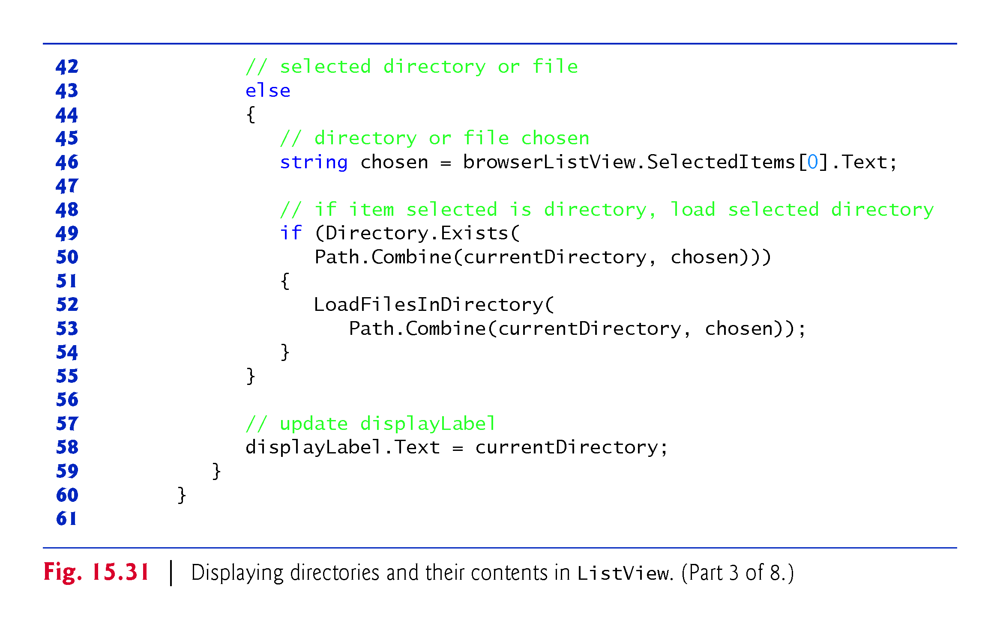 42 // selected directory or file
43 else
44 {
45 // directory or file chosen
46 string chosen = browserListView.SelectedItems[0].Text;
47
48 // if item selected is directory, load selected directory
49 if (Directory.Exists(
50 Path.Combine(currentDirectory, chosen)))
51 {
52 LoadFilesInDirectory(
53 Path.Combine(currentDirectory, chosen));
54 }
55 }
56
57 // update displayLabel
58 displayLabel.Text = currentDirectory;
59 }
60 }
61
Fig. 15.31 | Displaying directories and their contents in ListView. (Part 3 of 8.)